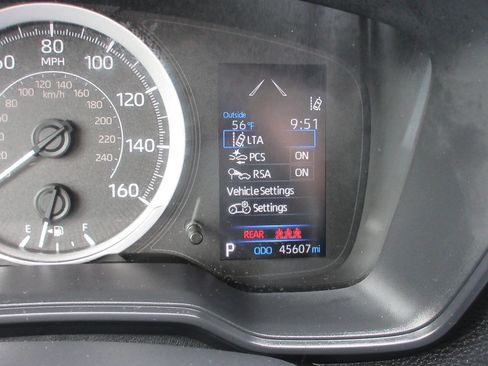 60 80 100 120 140 160
MPH
100 120 140 160 180 200 220 240
km/h
E F
Outside
56°F 9:51
LTA
PCS ON
RSA ON
Vehicle Settings
Settings
REAR
P ODO 45607 mi